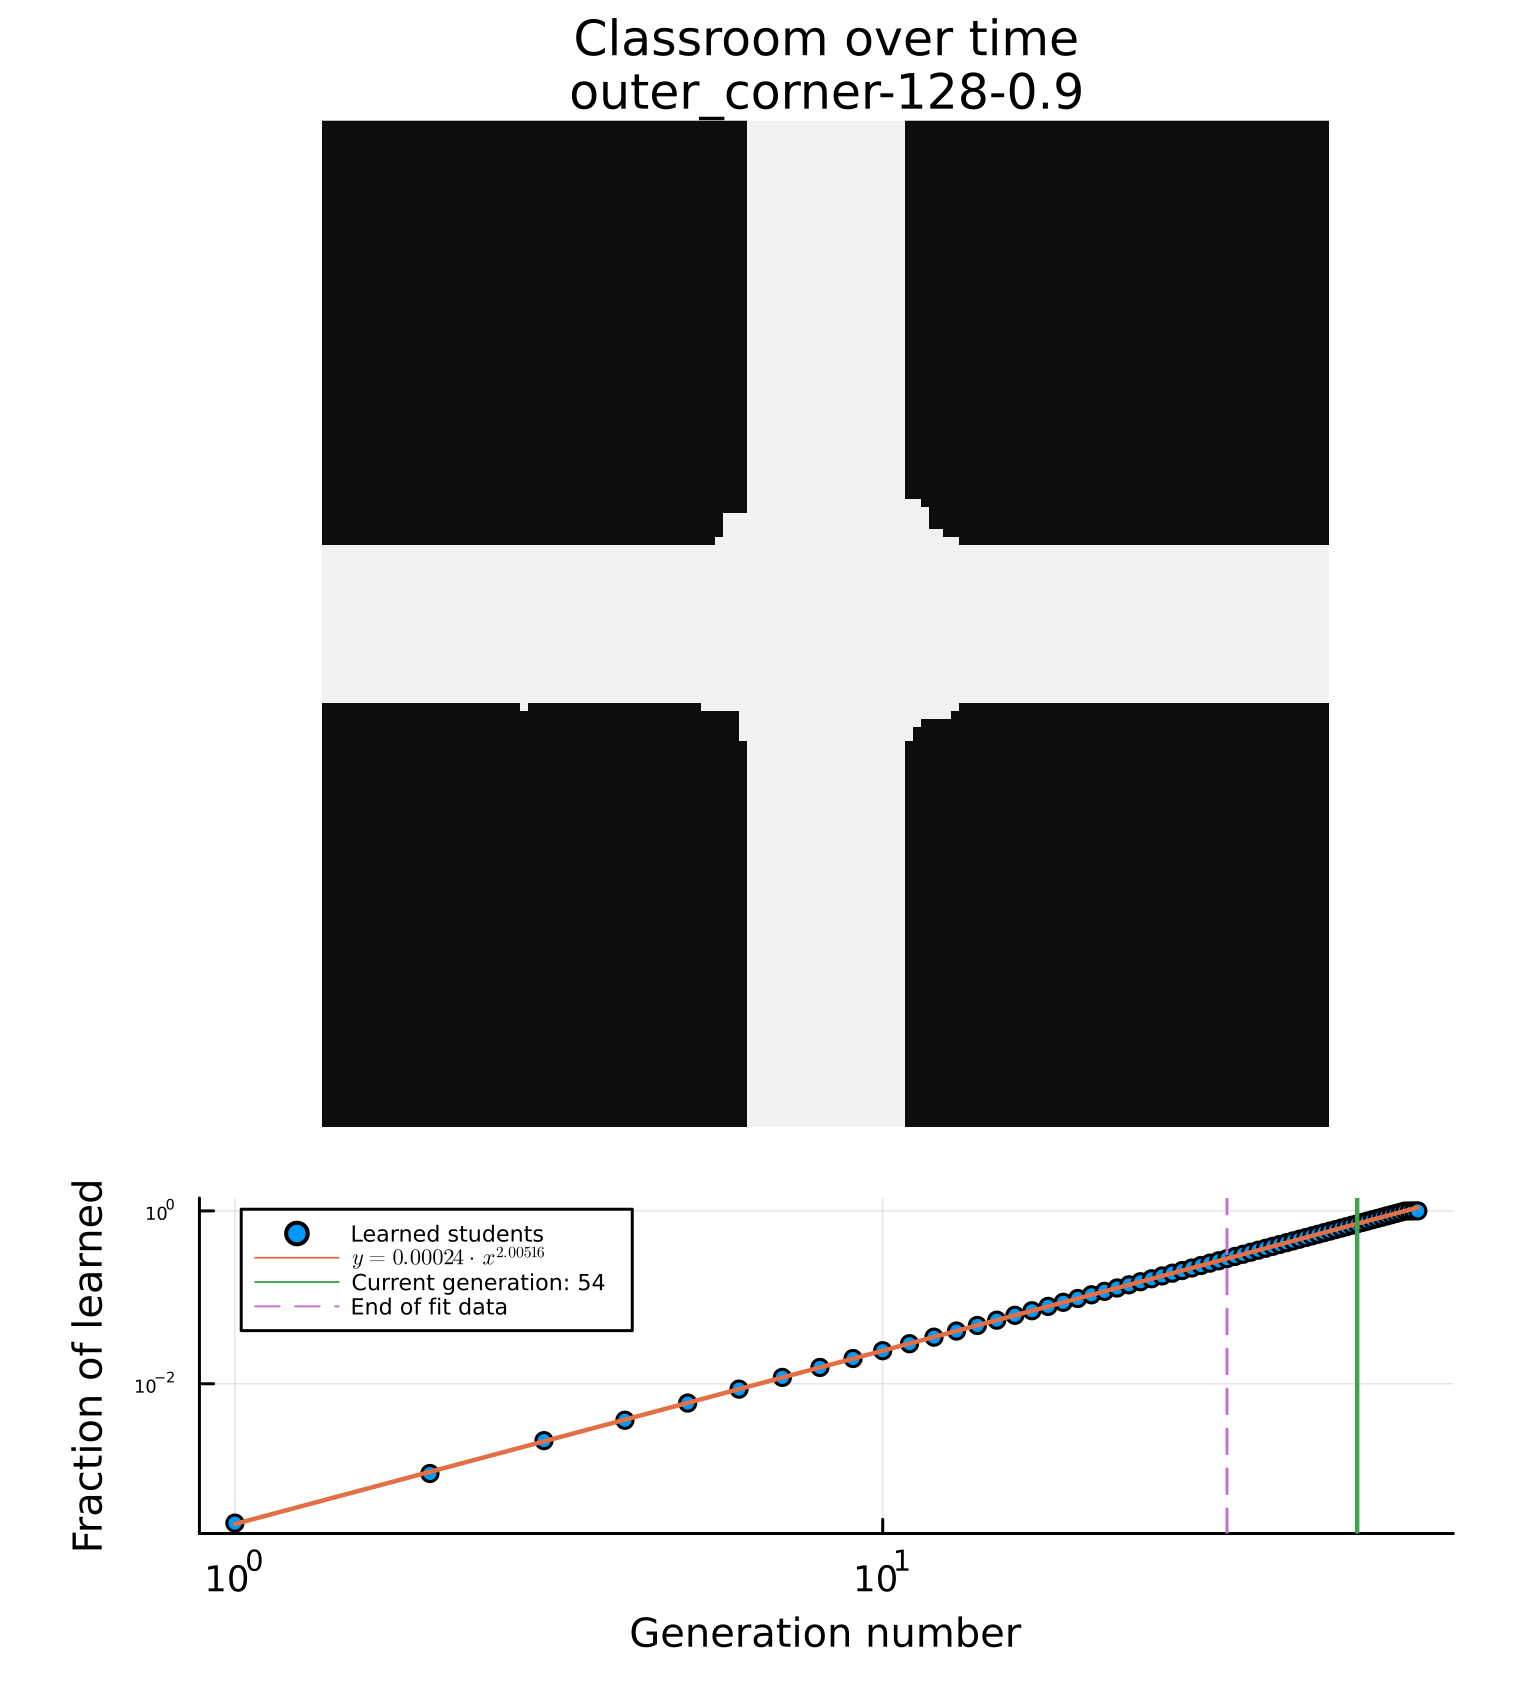 Classroom over time
outer_corner-128-0.9
Fraction of learned
10^0
10^-2
Learned students
y = 0.00024 · x^2.00516
Current generation: 54
End of fit data
10^0
10^1
Generation number